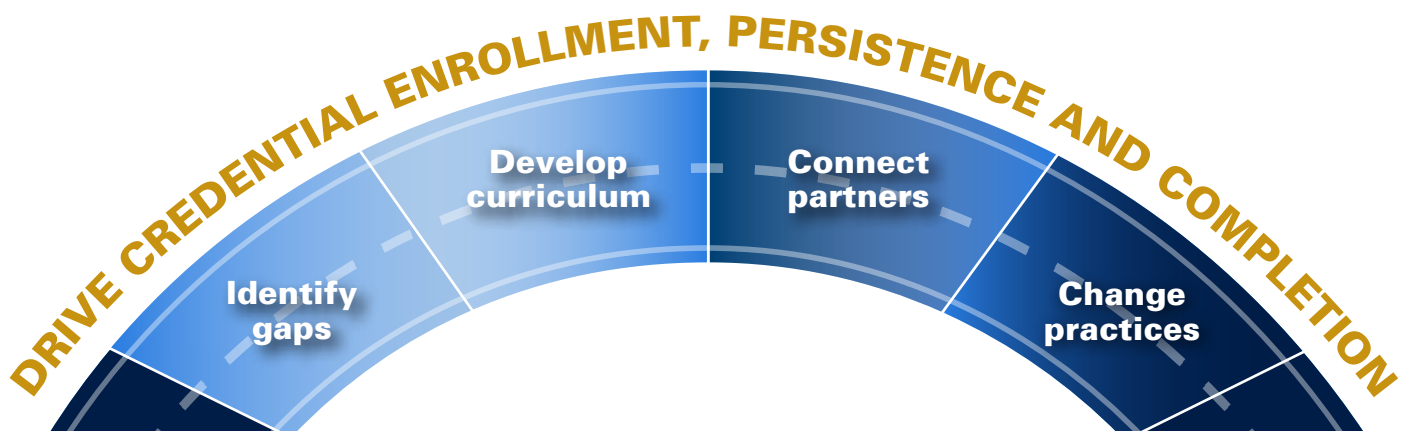 DRIVE CREDENTIAL ENROLLMENT, PERSISTENCE AND COMPLETION
Identify
gaps
Develop
curriculum
Connect
partners
Change
practices